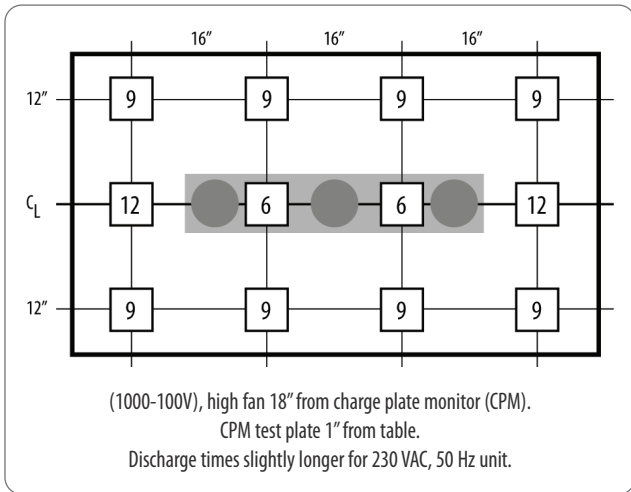 16” 16” 16”
12” 9 9 9 9
CL 12 6 6 12
12” 9 9 9 9
(1000-100V), high fan 18” from charge plate monitor (CPM).
CPM test plate 1” from table.
Discharge times slightly longer for 230 VAC, 50 Hz unit.